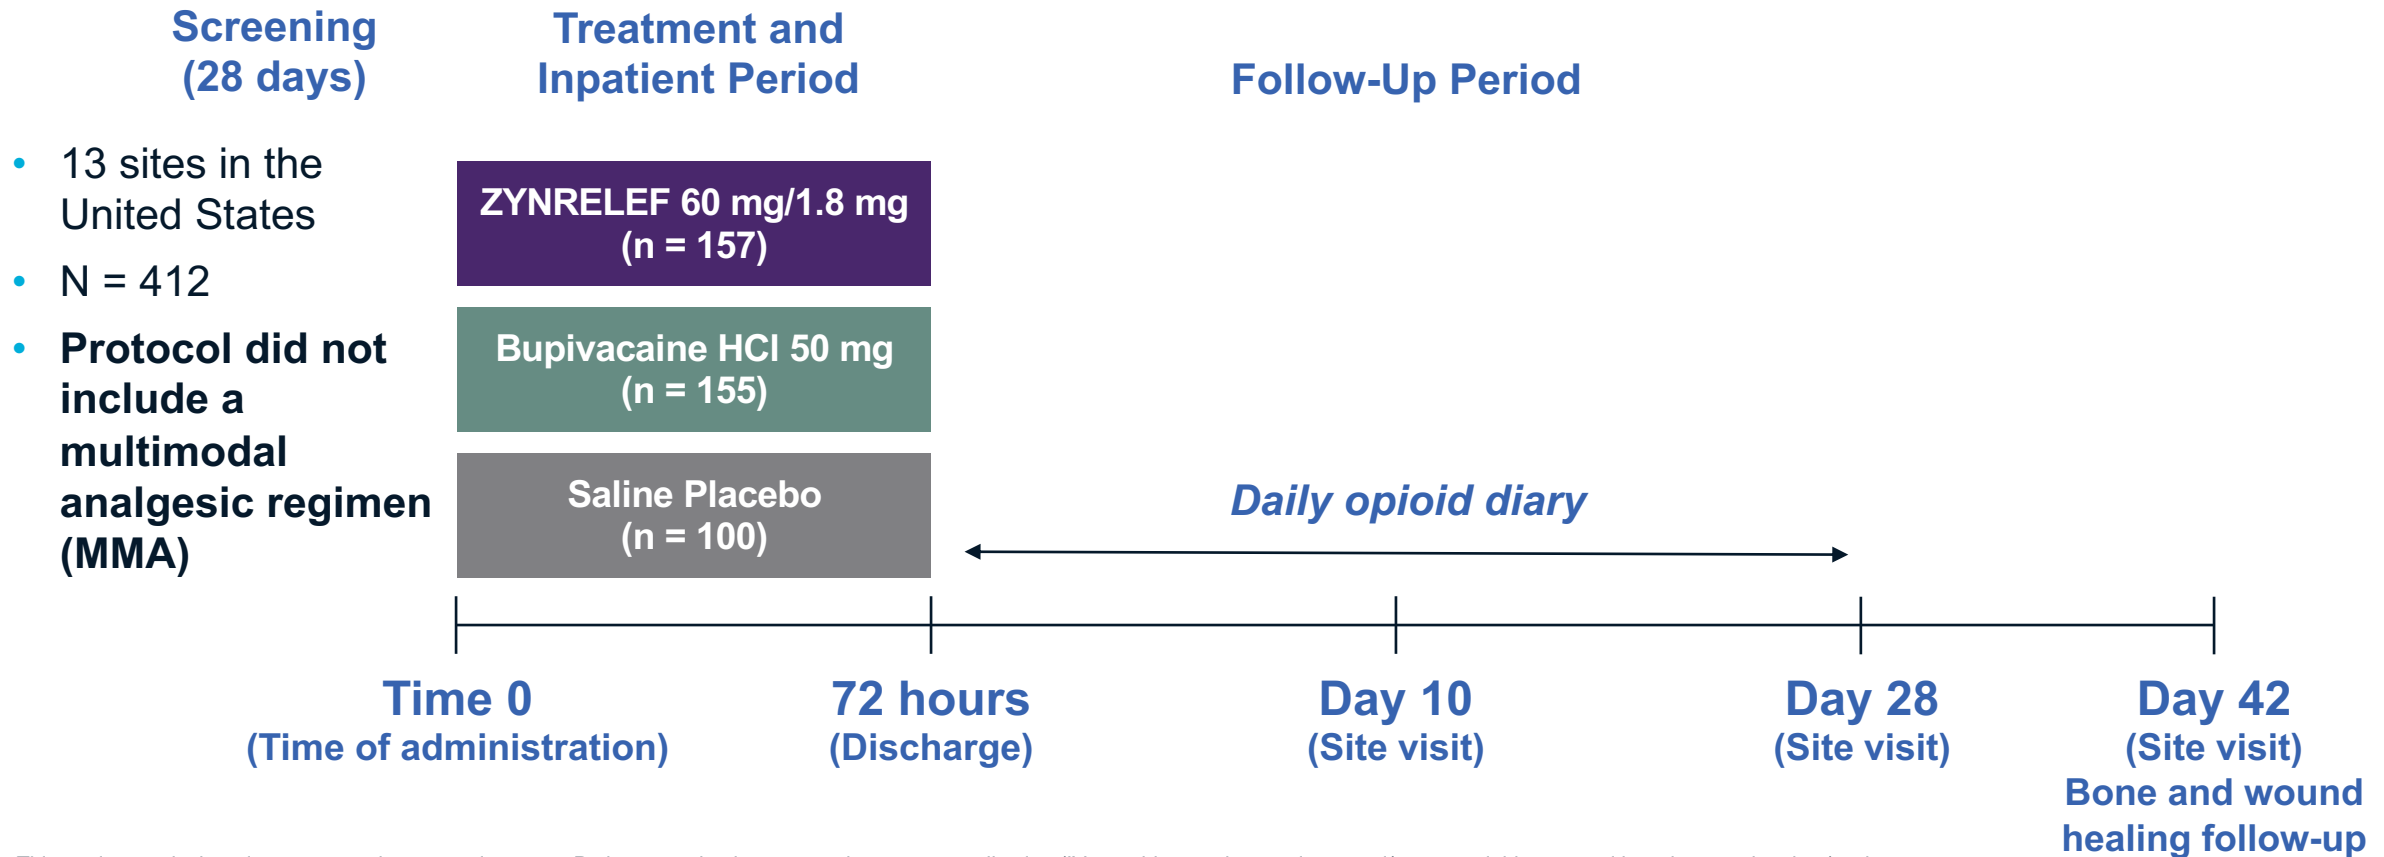 Screening
(28 days)
Treatment and
Inpatient Period
Follow-Up Period
• 13 sites in the
United States
• N = 412
• Protocol did not
include a
multimodal
analgesic regimen
(MMA)
ZYNRELEF 60 mg/1.8 mg
(n = 157)
Bupivacaine HCl 50 mg
(n = 155)
Saline Placebo
(n = 100)
Daily opioid diary
Time 0
(Time of administration)
72 hours
(Discharge)
Day 10
(Site visit)
Day 28
(Site visit)
Day 42
(Site visit)
Bone and wound
healing follow-up